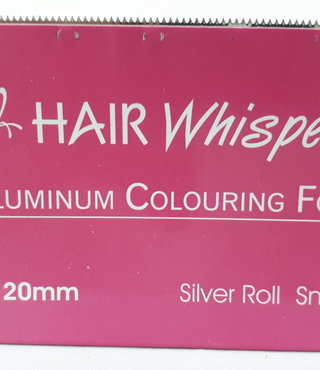 HAIR Whispe
LUMINUM COLOURING FO
20mm Silver Roll Sn